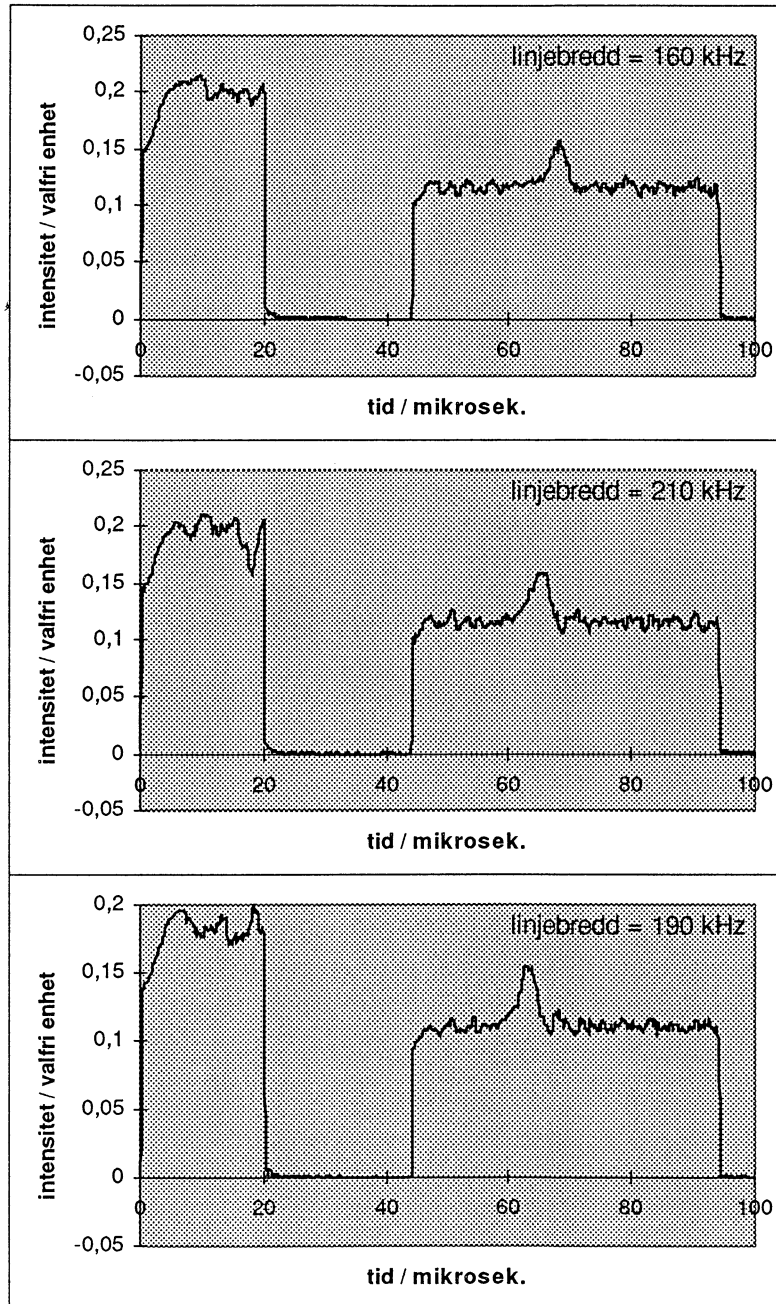 linjebredd = 160 kHz
intensitet / valfri enhet
0,25
0,2
0,15
0,1
0,05
0
-0,05
0 20 40 60 80 100
tid / mikrosek.
linjebredd = 210 kHz
intensitet / valfri enhet
0,25
0,2
0,15
0,1
0,05
0
-0,05
0 20 40 60 80 100
tid / mikrosek.
linjebredd = 190 kHz
intensitet / valfri enhet
0,2
0,15
0,1
0,05
0
-0,05
0 20 40 60 80 100
tid / mikrosek.